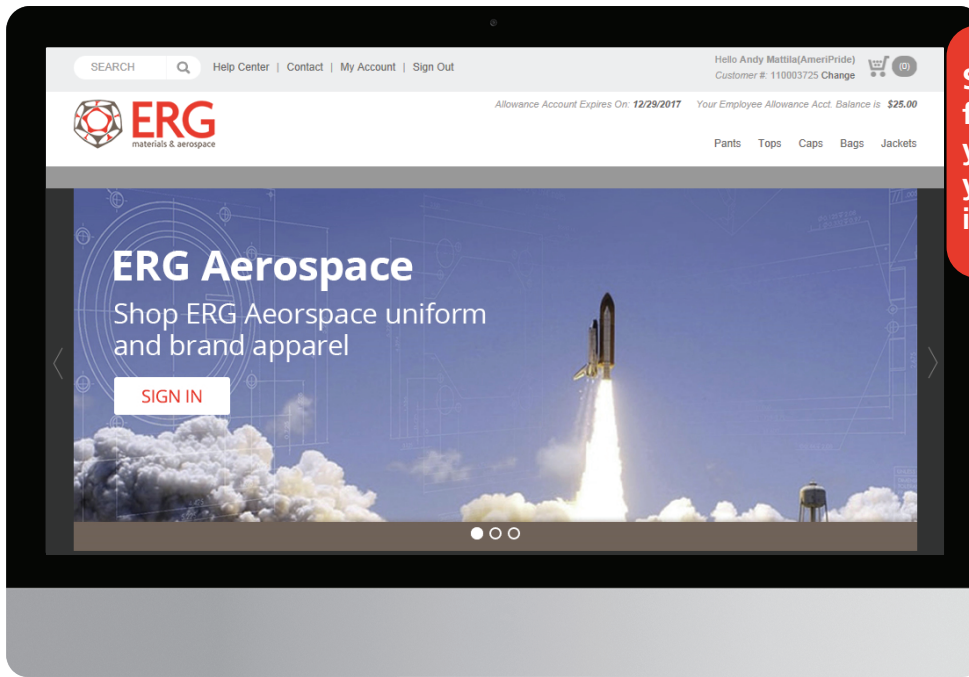 SEARCH
Help Center | Contact | My Account | Sign Out
Hello Andy Mattila(AmeriPride)
Customer #: 110003725 Change
(0)
ERG
materials & aerospace
Allowance Account Expires On: 12/29/2017 Your Employee Allowance Acct. Balance is $25.00
Pants Tops Caps Bags Jackets
ERG Aerospace
Shop ERG Aeorspace uniform
and brand apparel
SIGN IN